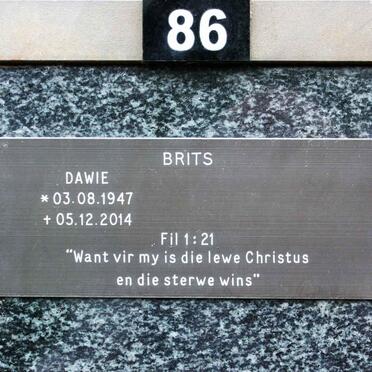 86
BRITS
DAWIE
* 03.08.1947
+ 05.12.2014
Fil 1:21
"Want vir my is die lewe Christus
en die sterwe wins"